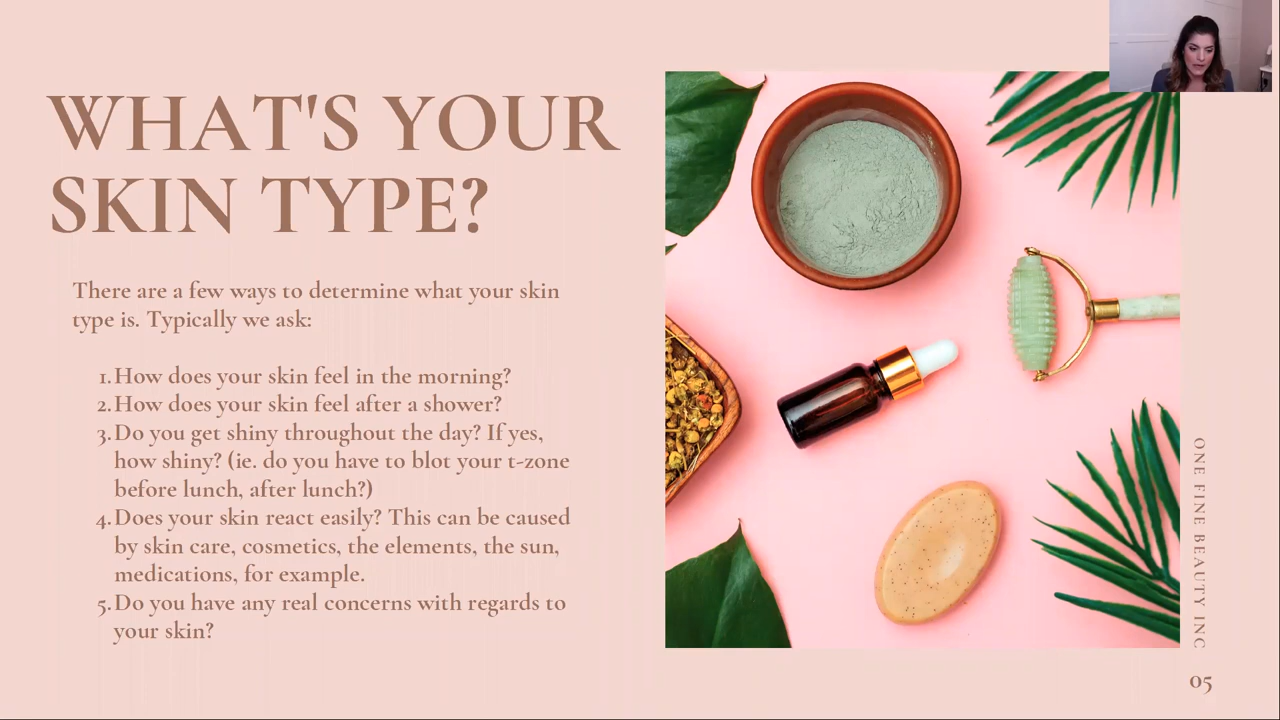 WHAT'S YOUR
SKIN TYPE?
There are a few ways to determine what your skin
type is. Typically we ask:
1. How does your skin feel in the morning?
2. How does your skin feel after a shower?
3. Do you get shiny throughout the day? If yes,
how shiny? (ie. do you have to blot your t-zone
before lunch, after lunch?)
4. Does your skin react easily? This can be caused
by skin care, cosmetics, the elements, the sun,
medications, for example.
5. Do you have any real concerns with regards to
your skin?
ONE FINE BEAUTY INC
05